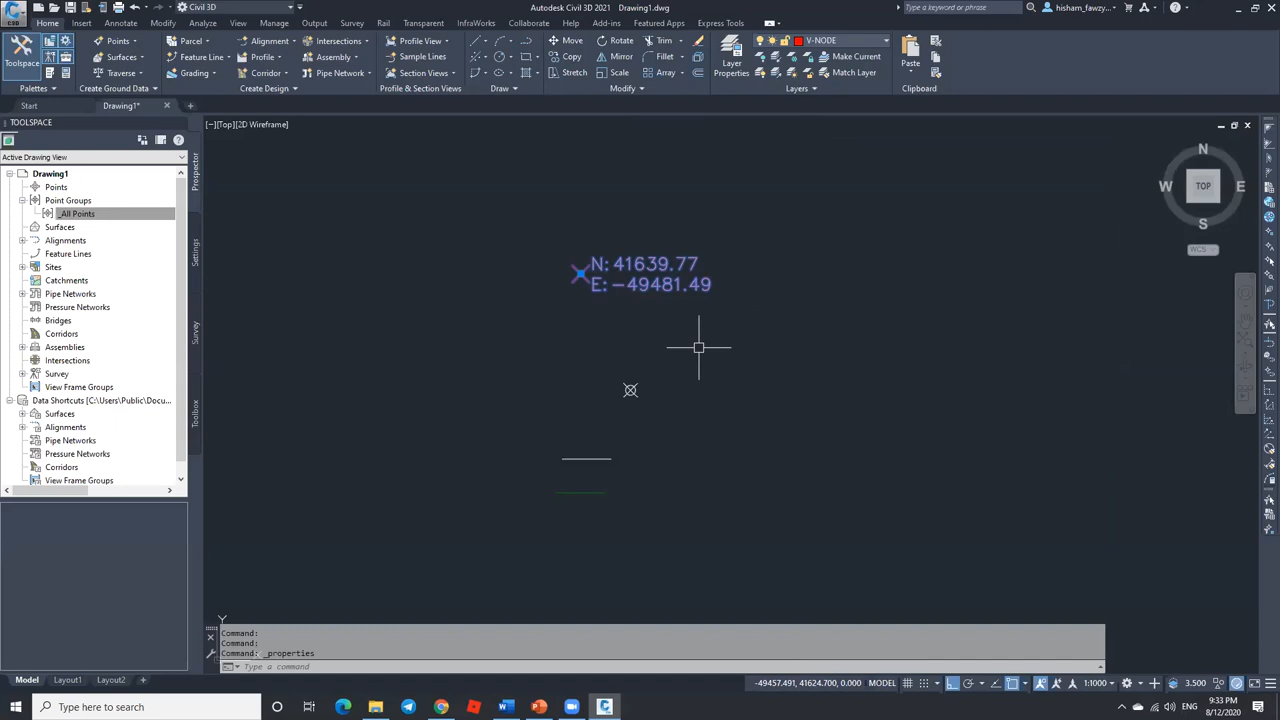 C3D
Civil 3D
Autodesk Civil 3D 2021 Drawing1.dwg
Type a keyword or phrase
hisham_fawzy...
Home Insert Annotate Modify Analyze View Manage Output Survey Rail Transparent InfraWorks Collaborate Help Add-ins Featured Apps Express Tools
Toolspace
Palettes
Points
Surfaces
Traverse
Create Ground Data
Parcel
Feature Line
Grading
Alignment
Profile
Corridor
Intersections
Assembly
Pipe Network
Create Design
Profile View
Sample Lines
Section Views
Profile & Section Views
Draw
Move
Copy
Stretch
Rotate
Mirror
Scale
Trim
Fillet
Array
Modify
Layer
Properties
V-NODE
Make Current
Match Layer
Layers
Paste
Clipboard
Start Drawing1*
TOOLSPACE
Active Drawing View
Drawing1
Points
Point Groups
_All Points
Surfaces
Alignments
Feature Lines
Sites
Catchments
Pipe Networks
Pressure Networks
Bridges
Corridors
Assemblies
Intersections
Survey
View Frame Groups
Data Shortcuts [C:\Users\Public\Docu...
Surfaces
Alignments
Pipe Networks
Pressure Networks
Corridors
View Frame Groups
Prospector
Settings
Survey
Toolbox
[−][Top][2D Wireframe]
N: 41639.77
E: −49481.49
N
W TOP E
S
WCS
Y
Command:
Command:
Command: _properties
Type a command
Model Layout1 Layout2
-49457.491, 41624.700, 0.000 MODEL
1:1000
3.500
Type here to search
ENG
9:33 PM
8/12/2020